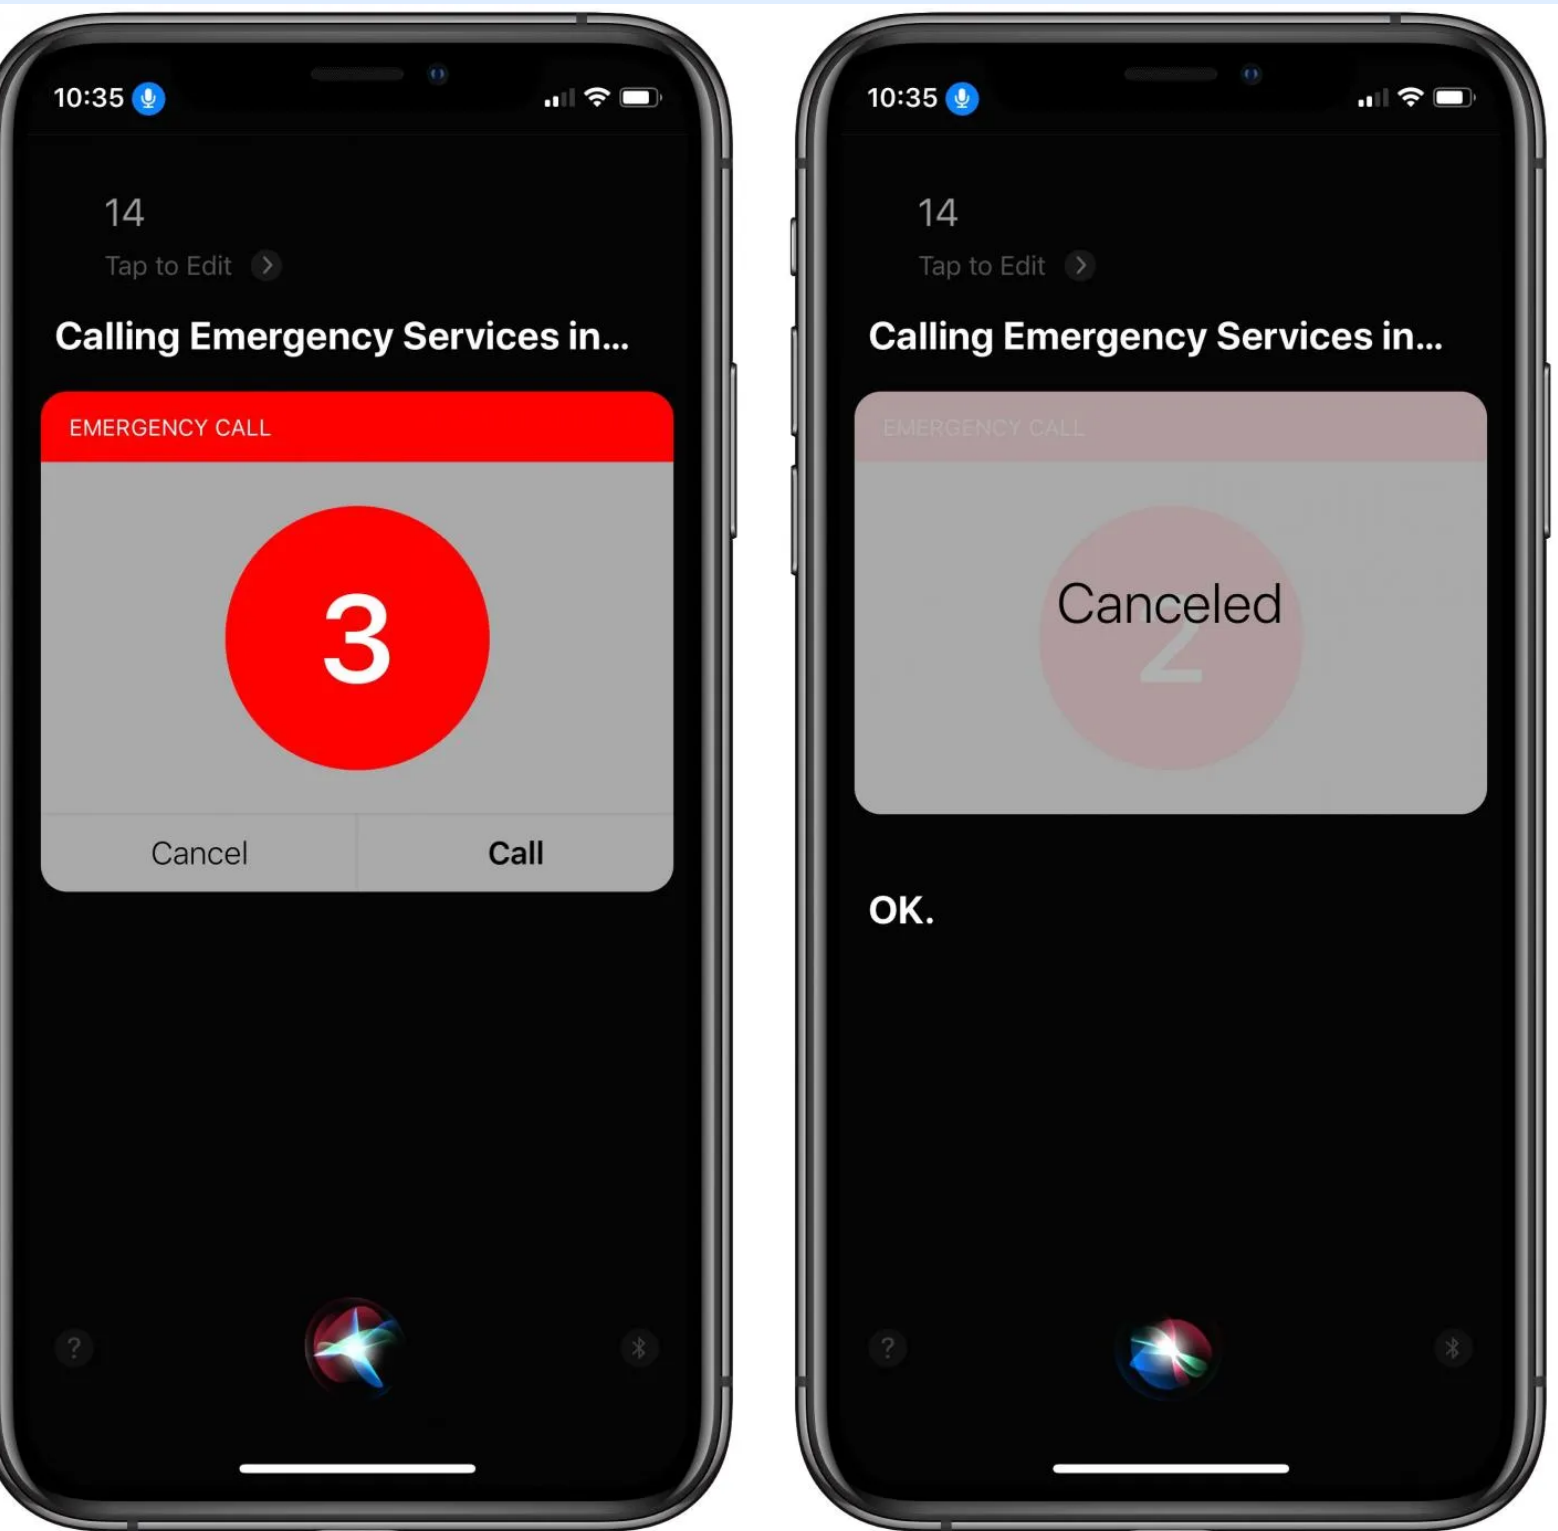 10:35
14
Tap to Edit
Calling Emergency Services in...
EMERGENCY CALL
3
Cancel
Call
?
10:35
14
Tap to Edit
Calling Emergency Services in...
EMERGENCY CALL
Canceled
2
OK.
?